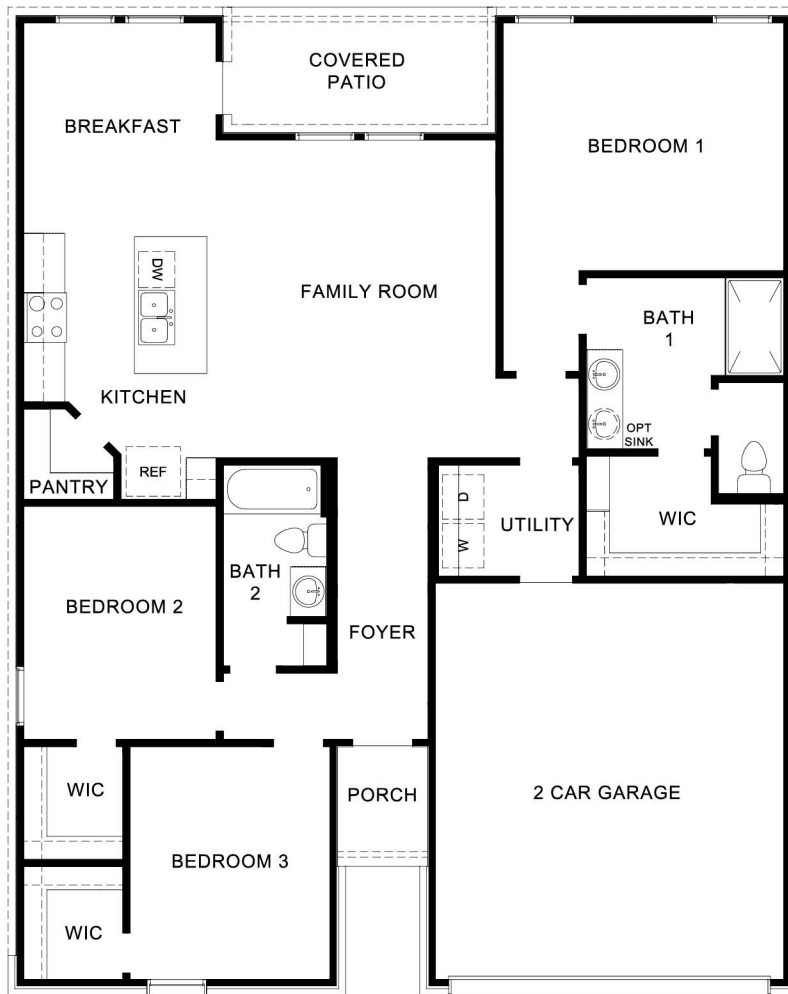 COVERED
PATIO
BREAKFAST
BEDROOM 1
DW
FAMILY ROOM
BATH
1
KITCHEN
OPT
SINK
REF
PANTRY
D
W
UTILITY
WIC
BATH
2
BEDROOM 2
FOYER
WIC
PORCH
2 CAR GARAGE
BEDROOM 3
WIC